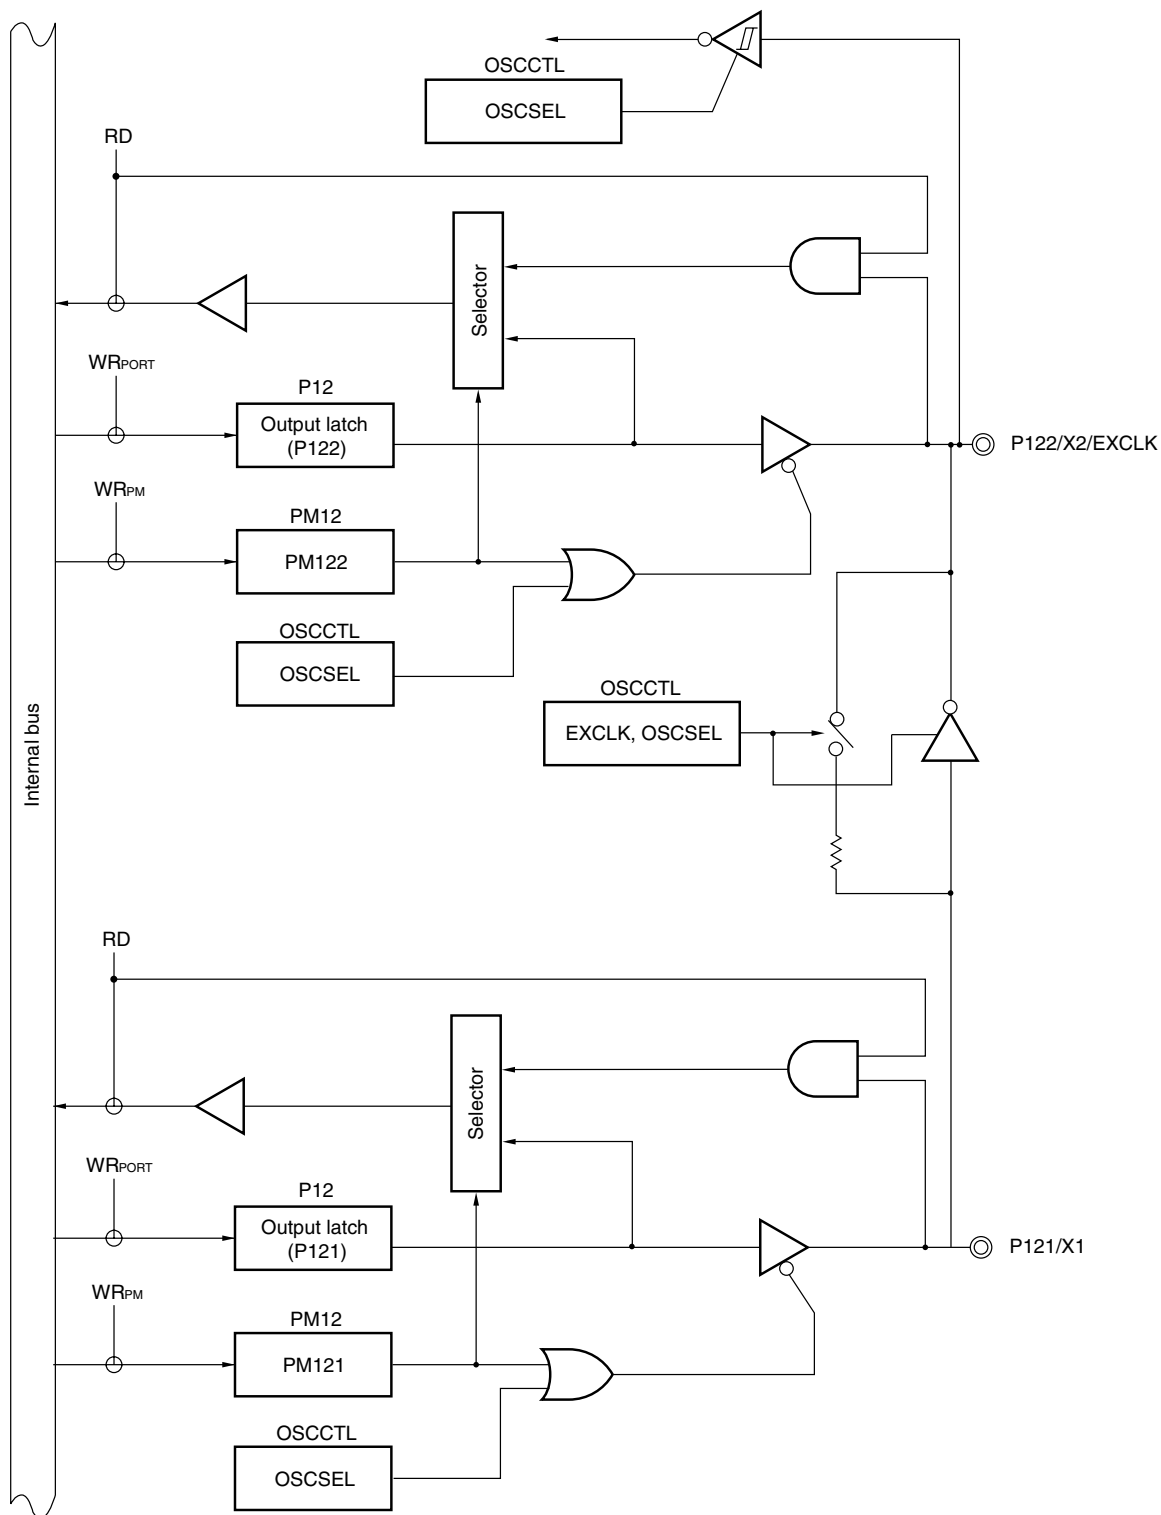 OSCCTL
OSCSEL
RD
Selector
WRPORT
P12
Output latch
(P122)
P122/X2/EXCLK
WRPM
PM12
PM122
OSCCTL
OSCSEL
OSCCTL
EXCLK, OSCSEL
Internal bus
RD
Selector
WRPORT
P12
Output latch
(P121)
P121/X1
WRPM
PM12
PM121
OSCCTL
OSCSEL